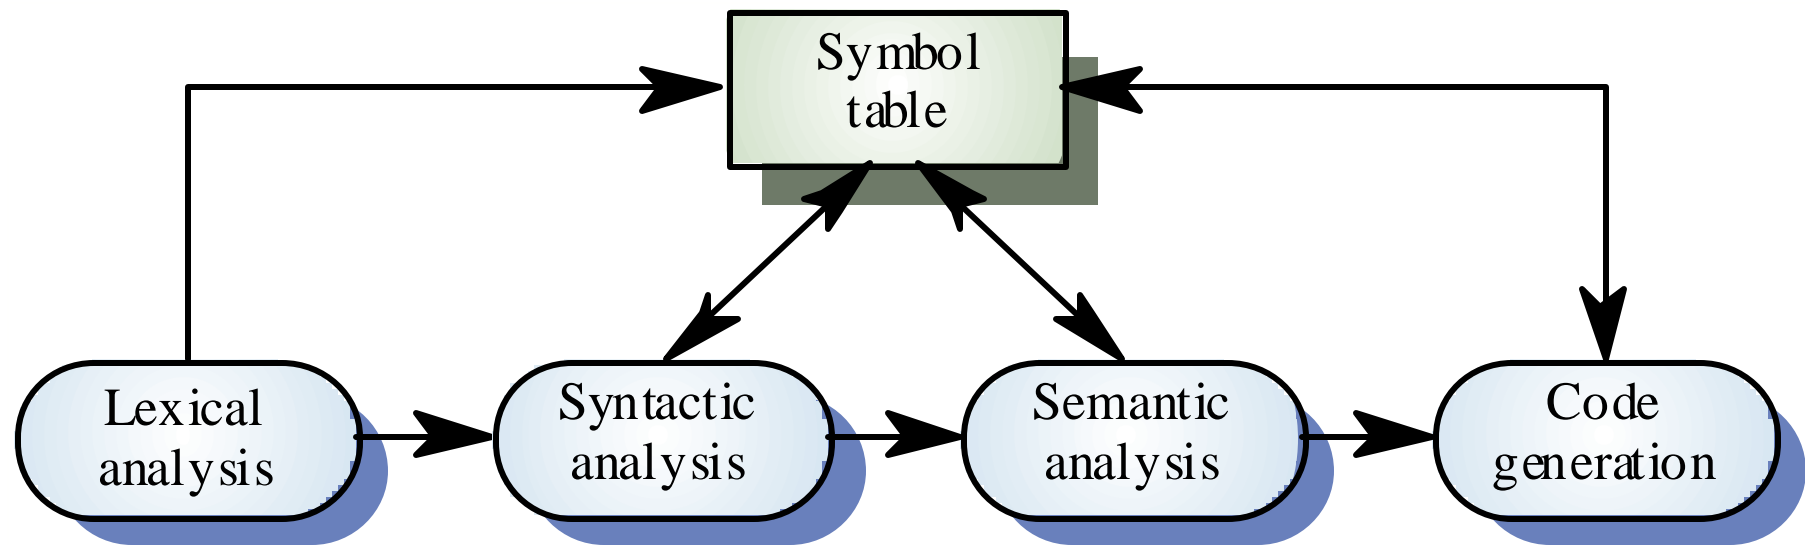 Symbol
table
Lexical
analysis
Syntactic
analysis
Semantic
analysis
Code
generation